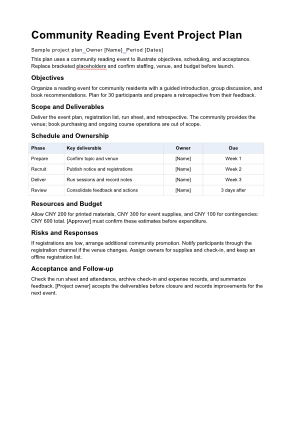 Community Reading Event Project Plan
Sample project plan_Owner [Name]_Period [Dates]
This plan uses a community reading event to illustrate objectives, scheduling, and acceptance.
Replace bracketed placeholders and confirm staffing, venue, and budget before launch.
Objectives
Organize a reading event for community residents with a guided introduction, group discussion, and
book recommendations. Plan for 30 participants and prepare a retrospective from their feedback.
Scope and Deliverables
Deliver the event plan, registration list, run sheet, and retrospective. The community provides the
venue; book purchasing and ongoing course operations are out of scope.
Schedule and Ownership
Phase Key deliverable Owner Due
Prepare Confirm topic and venue [Name] Week 1
Recruit Publish notice and registrations [Name] Week 2
Deliver Run sessions and record notes [Name] Week 3
Review Consolidate feedback and actions [Name] 3 days after
Resources and Budget
Allow CNY 200 for printed materials, CNY 300 for event supplies, and CNY 100 for contingencies:
CNY 600 total. [Approver] must confirm these estimates before expenditure.
Risks and Responses
If registrations are low, arrange additional community promotion. Notify participants through the
registration channel if the venue changes. Assign owners for supplies and check-in, and keep an
offline registration list.
Acceptance and Follow-up
Check the run sheet and attendance, archive check-in and expense records, and summarize
feedback. [Project owner] accepts the deliverables before closure and records improvements for the
next event.